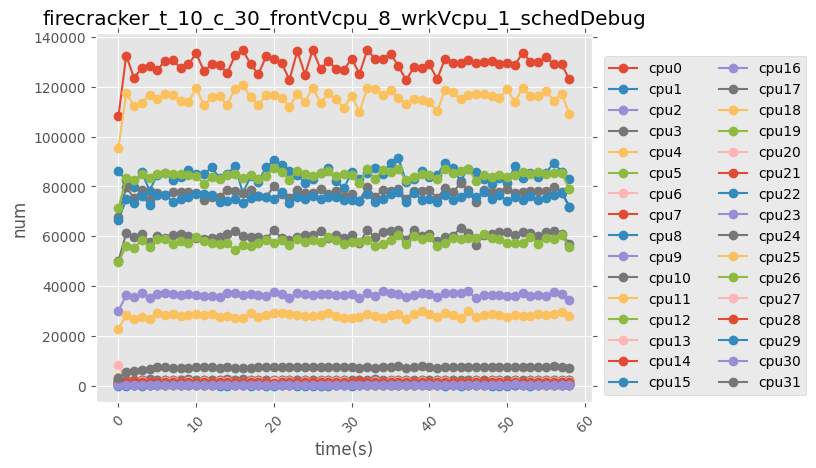 firecracker_t_10_c_30_frontVcpu_8_wrkVcpu_1_schedDebug
140000
120000
100000
80000
60000
40000
20000
0
num
0
10
20
30
40
50
60
time(s)
cpu0
cpu1
cpu2
cpu3
cpu4
cpu5
cpu6
cpu7
cpu8
cpu9
cpu10
cpu11
cpu12
cpu13
cpu14
cpu15
cpu16
cpu17
cpu18
cpu19
cpu20
cpu21
cpu22
cpu23
cpu24
cpu25
cpu26
cpu27
cpu28
cpu29
cpu30
cpu31